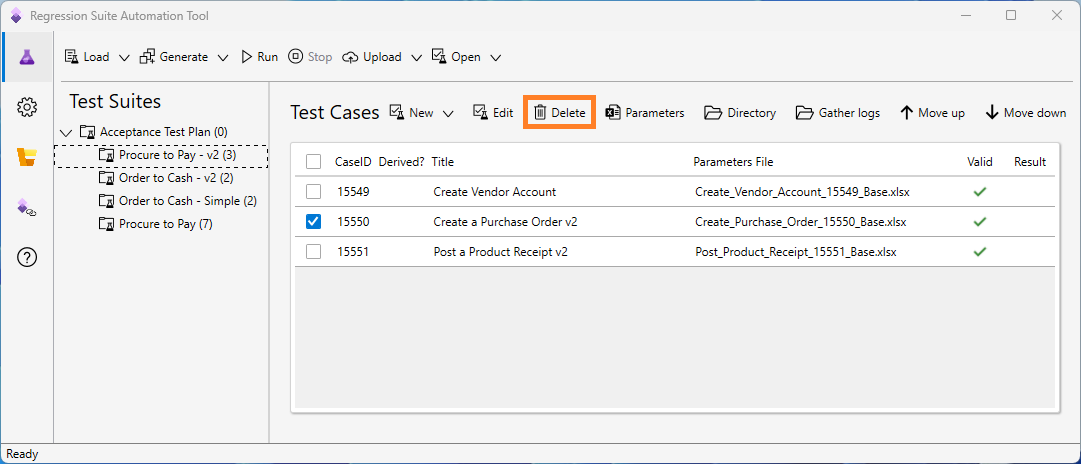 Regression Suite Automation Tool
Load Generate Run Stop Upload Open
Test Suites
Acceptance Test Plan (0)
Procure to Pay - v2 (3)
Order to Cash - v2 (2)
Order to Cash - Simple (2)
Procure to Pay (7)
Test Cases New Edit Delete Parameters Directory Gather logs Move up Move down
CaseID Derived? Title Parameters File Valid Result
15549 Create Vendor Account Create_Vendor_Account_15549_Base.xlsx
15550 Create a Purchase Order v2 Create_Purchase_Order_15550_Base.xlsx
15551 Post a Product Receipt v2 Post_Product_Receipt_15551_Base.xlsx
Ready